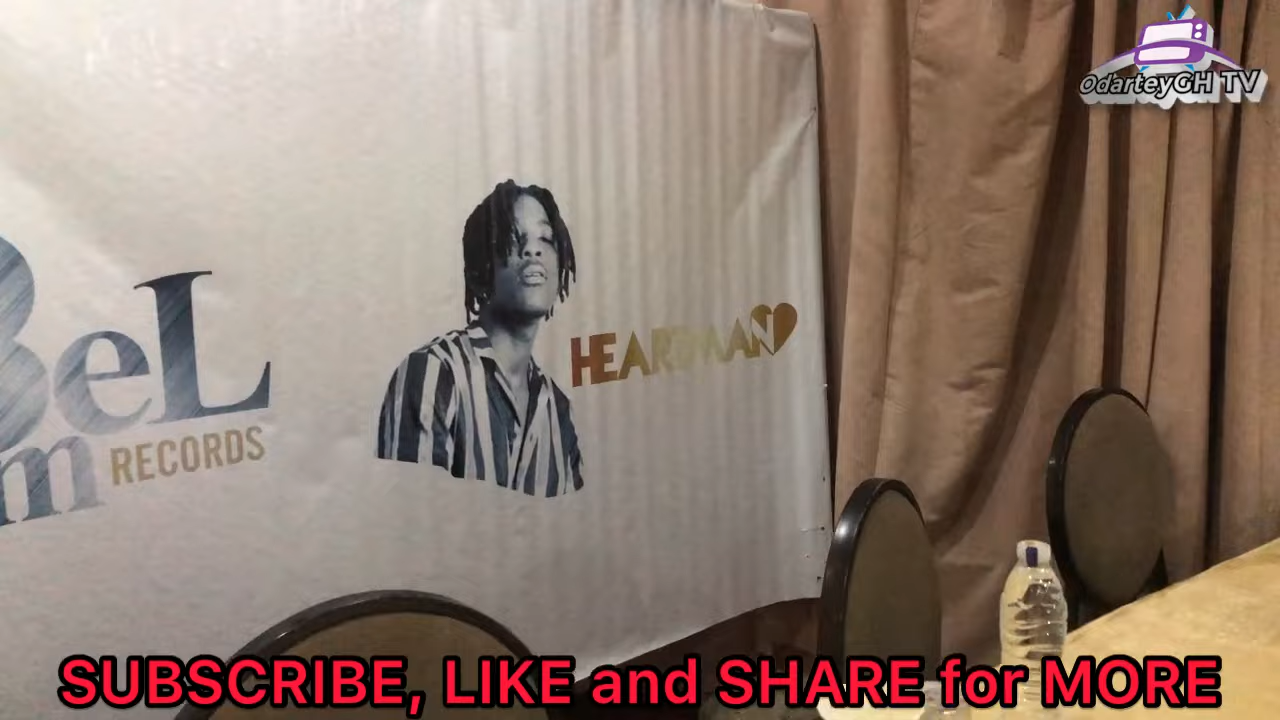 OdarteyGH TV
BeL
m RECORDS
HEARTMAN
SUBSCRIBE, LIKE and SHARE for MORE